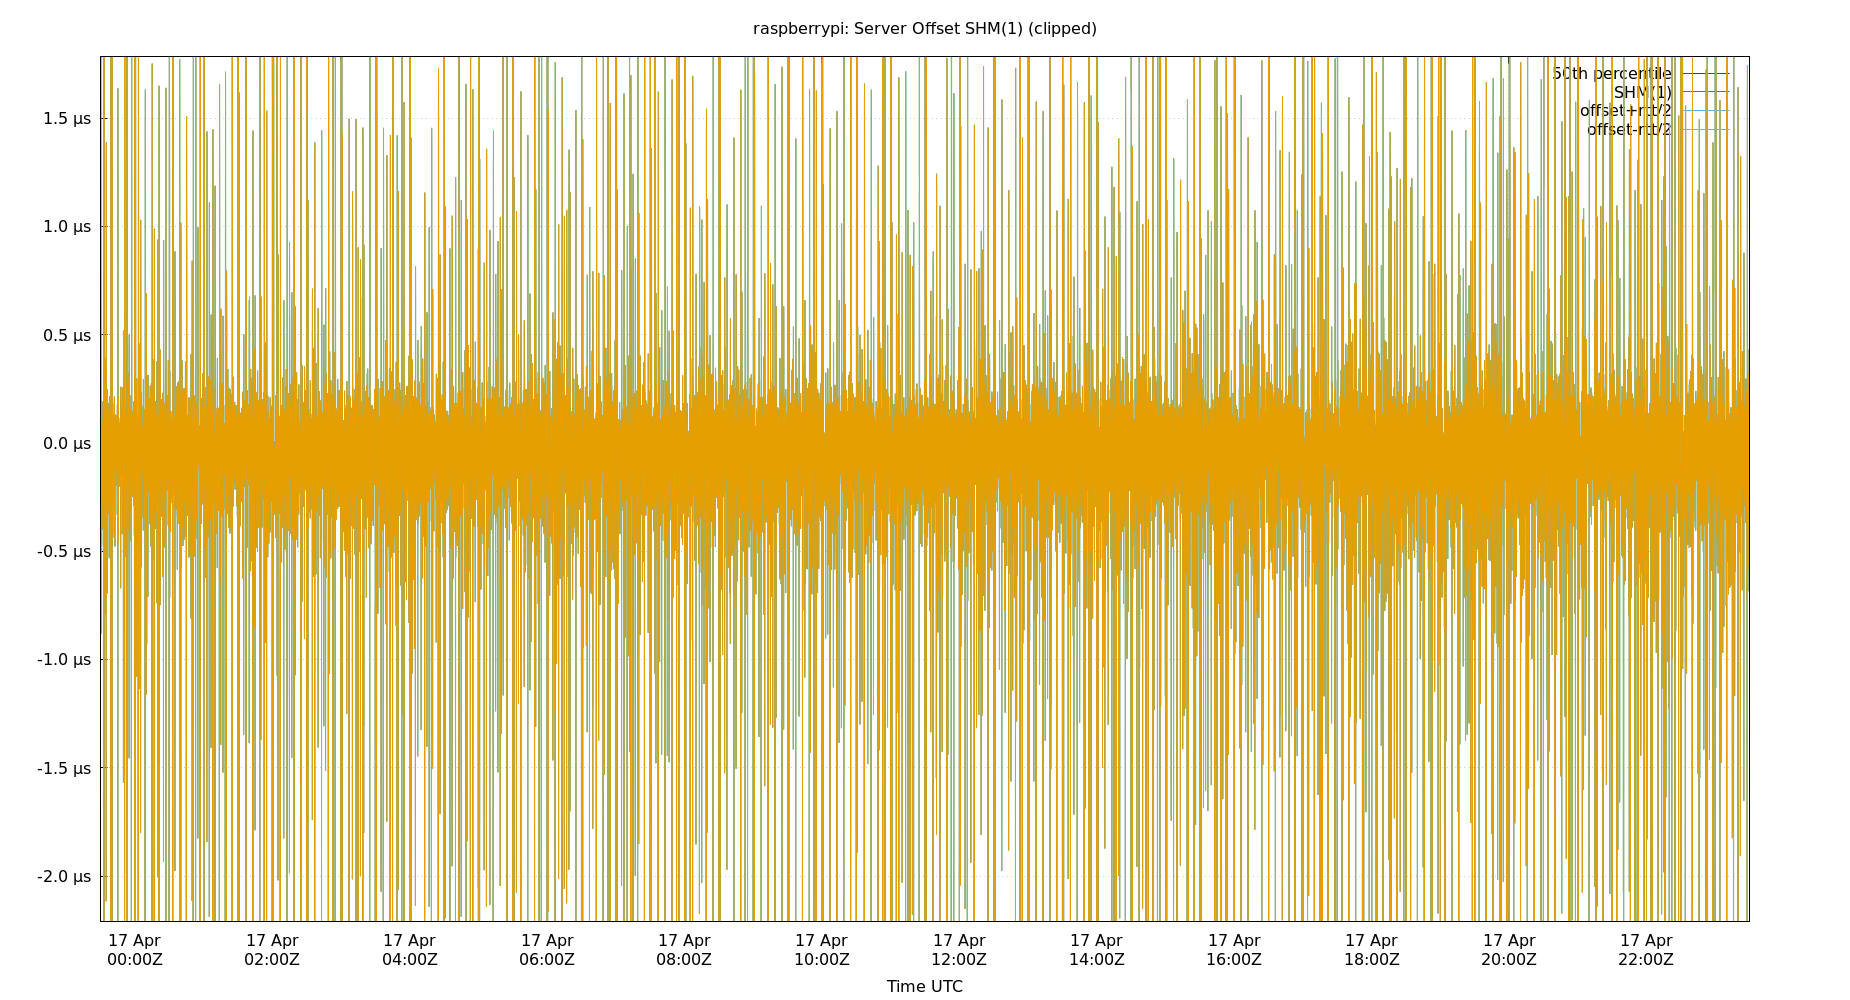 raspberrypi: Server Offset SHM(1) (clipped)
50th percentile
SHM(1)
offset+rtt/2
offset-rtt/2
1.5 µs
1.0 µs
0.5 µs
0.0 µs
-0.5 µs
-1.0 µs
-1.5 µs
-2.0 µs
17 Apr 17 Apr 17 Apr 17 Apr 17 Apr 17 Apr 17 Apr 17 Apr 17 Apr 17 Apr 17 Apr 17 Apr
00:00Z 02:00Z 04:00Z 06:00Z 08:00Z 10:00Z 12:00Z 14:00Z 16:00Z 18:00Z 20:00Z 22:00Z
Time UTC